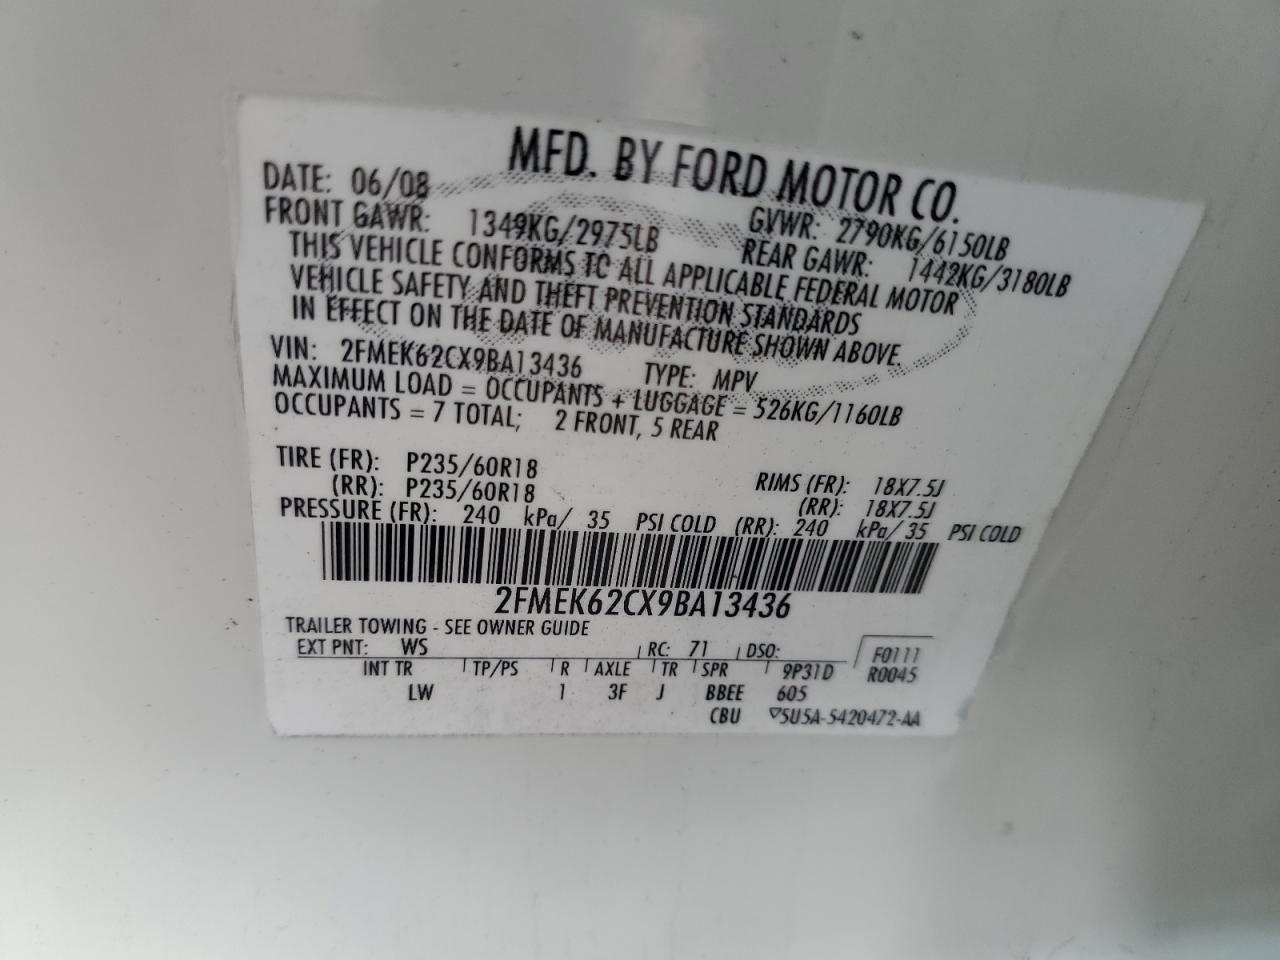 MFD. BY FORD MOTOR CO.
DATE: 06/08 GVWR: 2790KG/6150LB
FRONT GAWR: 1349KG/2975LB REAR GAWR: 1442KG/3180LB
THIS VEHICLE CONFORMS TO ALL APPLICABLE FEDERAL MOTOR
VEHICLE SAFETY AND THEFT PREVENTION STANDARDS
IN EFFECT ON THE DATE OF MANUFACTURE SHOWN ABOVE.
VIN: 2FMEK62CX9BA13436 TYPE: MPV
MAXIMUM LOAD = OCCUPANTS + LUGGAGE = 526KG/1160LB
OCCUPANTS = 7 TOTAL; 2 FRONT, 5 REAR
TIRE (FR): P235/60R18 RIMS (FR): 18X7.5J
(RR): P235/60R18 (RR): 18X7.5J
PRESSURE (FR): 240 kPa/ 35 PSI COLD (RR): 240 kPa/ 35 PSI COLD
2FMEK62CX9BA13436
TRAILER TOWING - SEE OWNER GUIDE
EXT PNT: WS RC: 71 DSO: F0111
INT TR TP/PS R AXLE TR SPR 9P31D R0045
LW 1 3F J BBEE 605
CBU ▽5U5A-5420472-AA